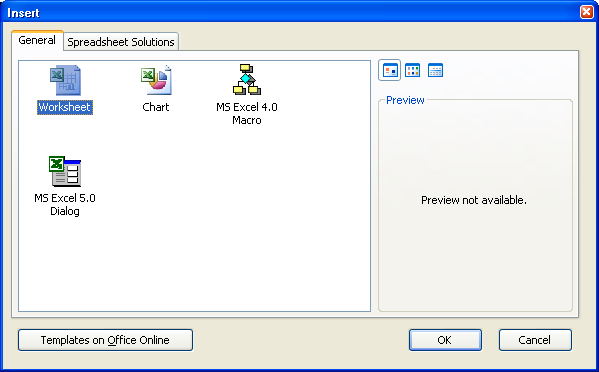 Insert
General
Spreadsheet Solutions
Worksheet
Chart
MS Excel 4.0
Macro
MS Excel 5.0
Dialog
Preview
Preview not available.
Templates on Office Online
OK
Cancel